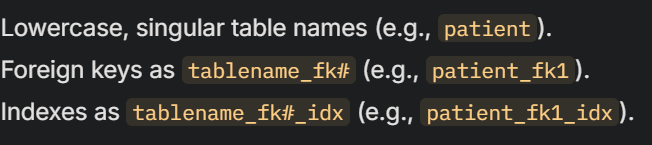 Lowercase, singular table names (e.g., patient).
Foreign keys as tablename_fk# (e.g., patient_fk1).
Indexes as tablename_fk#_idx (e.g., patient_fk1_idx).